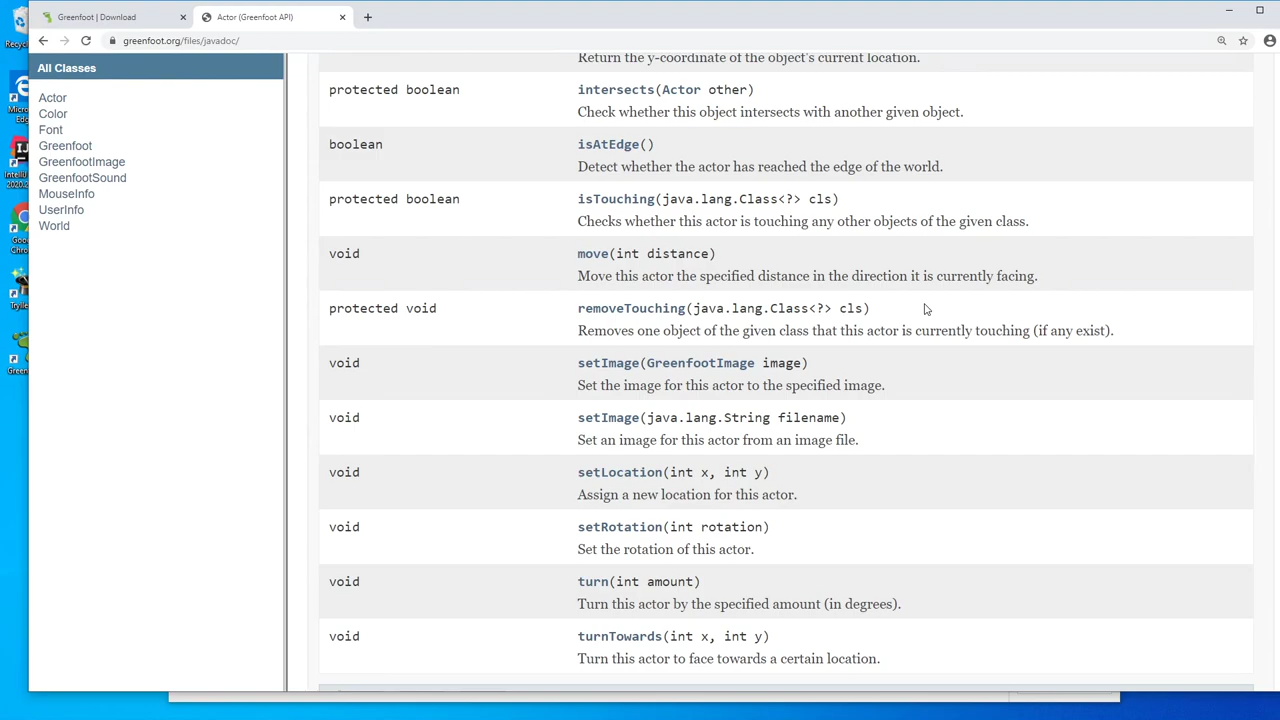 Greenfoot | Download
Actor (Greenfoot API)
greenfoot.org/files/javadoc/
All Classes
Actor
Color
Font
Greenfoot
GreenfootImage
GreenfootSound
MouseInfo
UserInfo
World
Return the y-coordinate of the object's current location.
protected boolean intersects(Actor other)
Check whether this object intersects with another given object.
boolean isAtEdge()
Detect whether the actor has reached the edge of the world.
protected boolean isTouching(java.lang.Class<?> cls)
Checks whether this actor is touching any other objects of the given class.
void move(int distance)
Move this actor the specified distance in the direction it is currently facing.
protected void removeTouching(java.lang.Class<?> cls)
Removes one object of the given class that this actor is currently touching (if any exist).
void setImage(GreenfootImage image)
Set the image for this actor to the specified image.
void setImage(java.lang.String filename)
Set an image for this actor from an image file.
void setLocation(int x, int y)
Assign a new location for this actor.
void setRotation(int rotation)
Set the rotation of this actor.
void turn(int amount)
Turn this actor by the specified amount (in degrees).
void turnTowards(int x, int y)
Turn this actor to face towards a certain location.